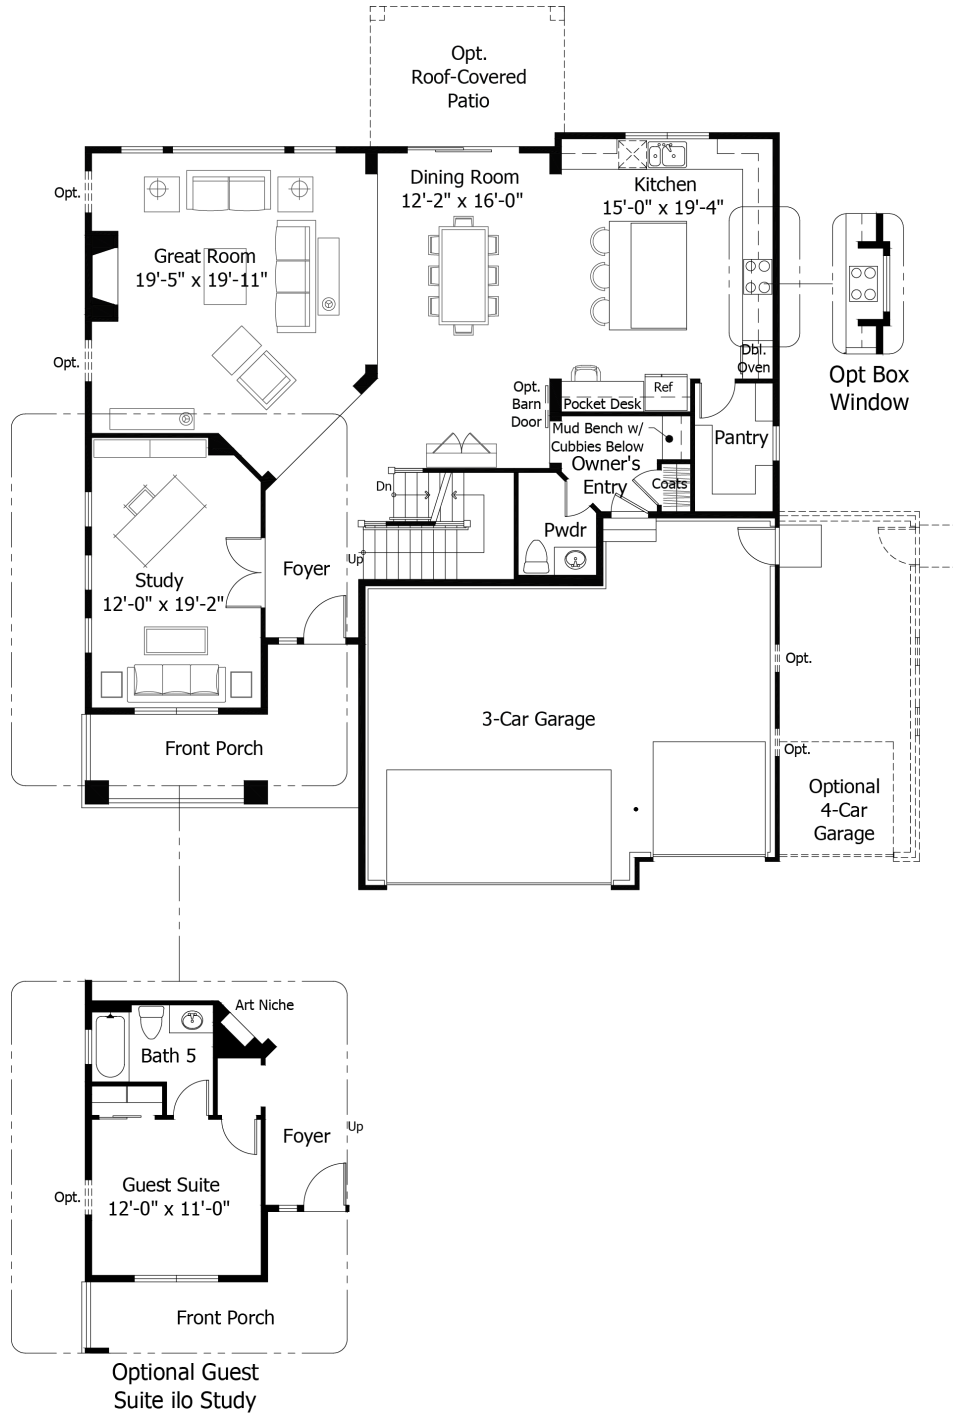 Opt.
Roof-Covered
Patio
Opt.
Dining Room
12'-2" x 16'-0"
Kitchen
15'-0" x 19'-4"
Great Room
19'-5" x 19'-11"
Opt.
Dbl.
Oven
Opt Box
Window
Opt.
Barn
Door
Ref
Pocket Desk
Mud Bench w/
Cubbies Below
Pantry
Owner's
Entry
Coats
Dn
Pwdr
Up
Foyer
Study
12'-0" x 19'-2"
Opt.
3-Car Garage
Front Porch
Opt.
Optional
4-Car
Garage
Art Niche
Bath 5
Foyer
Up
Guest Suite
12'-0" x 11'-0"
Opt.
Front Porch
Optional Guest
Suite ilo Study